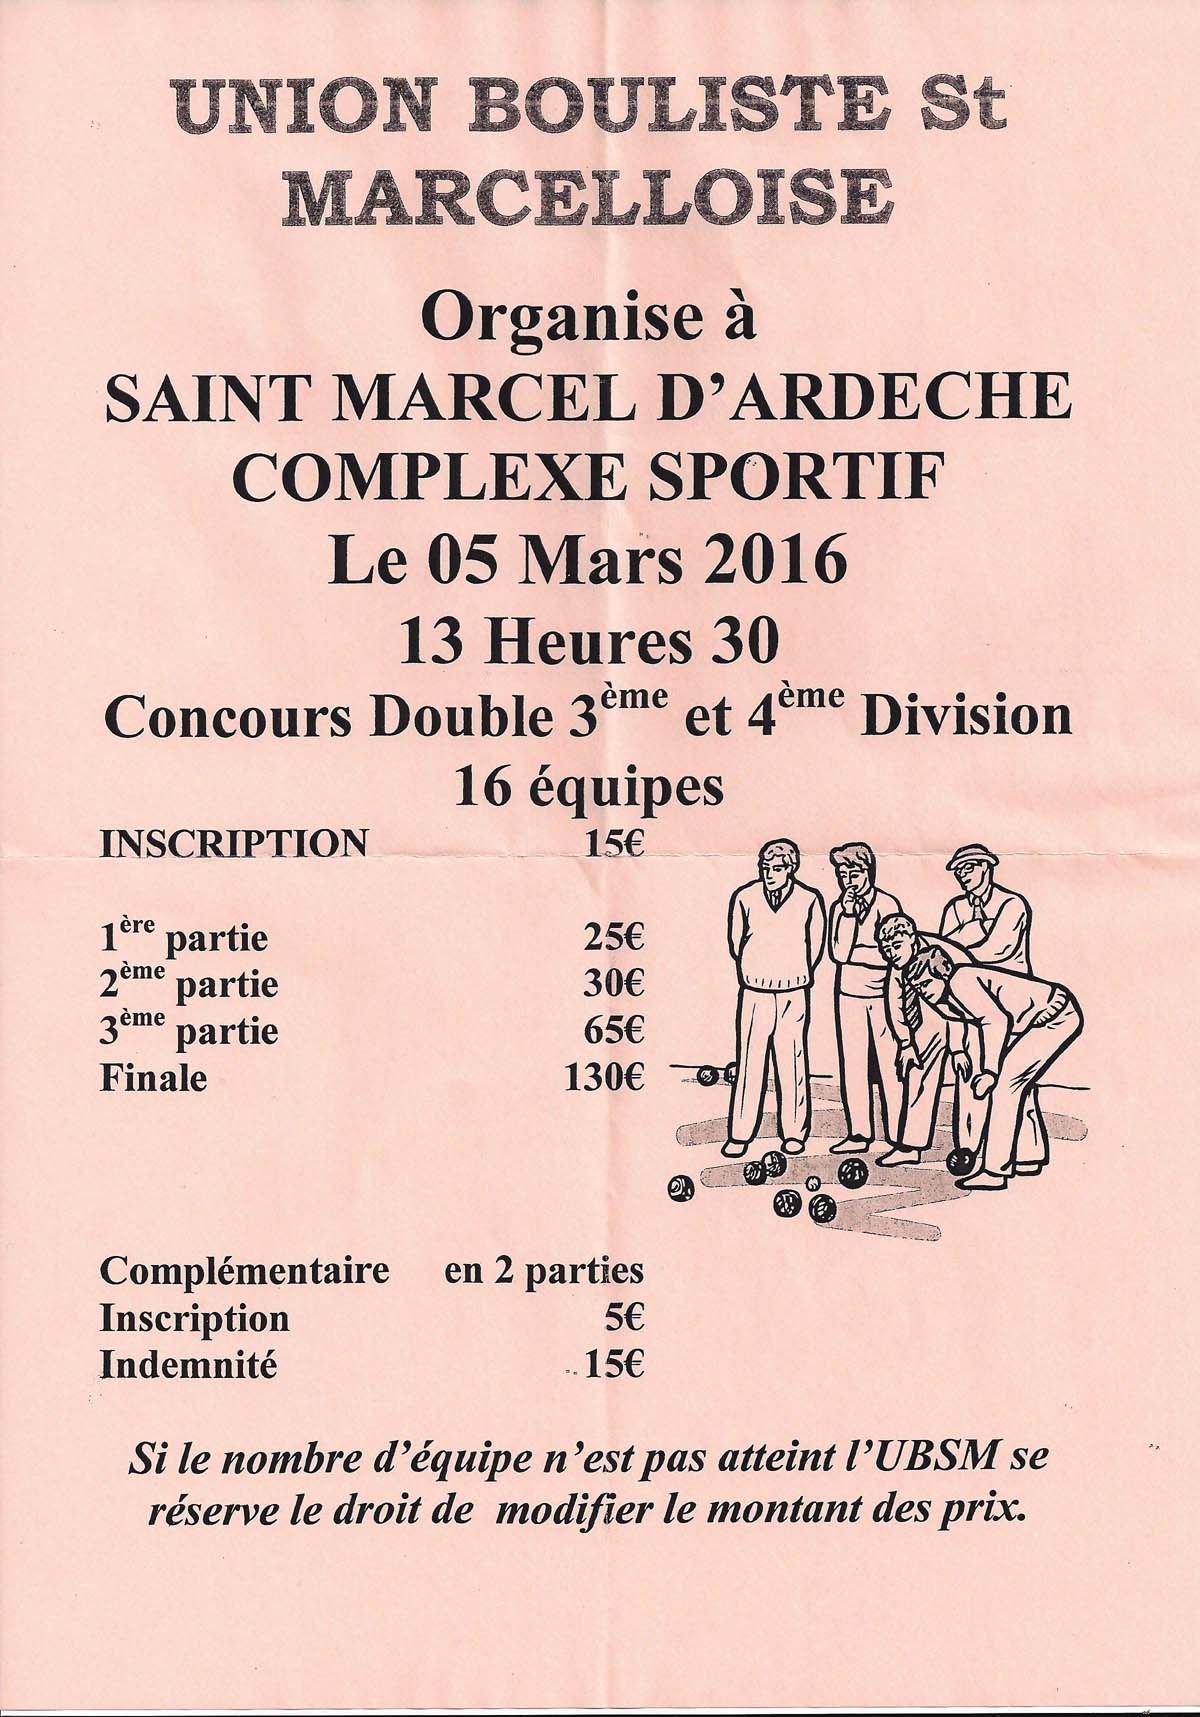 UNION BOULISTE St
MARCELLOISE
Organise à
SAINT MARCEL D'ARDECHE
COMPLEXE SPORTIF
Le 05 Mars 2016
13 Heures 30
Concours Double 3ème et 4ème Division
16 équipes
INSCRIPTION 15€
1ère partie 25€
2ème partie 30€
3ème partie 65€
Finale 130€
Complémentaire en 2 parties
Inscription 5€
Indemnité 15€
Si le nombre d'équipe n'est pas atteint l'UBSM se
réserve le droit de modifier le montant des prix.